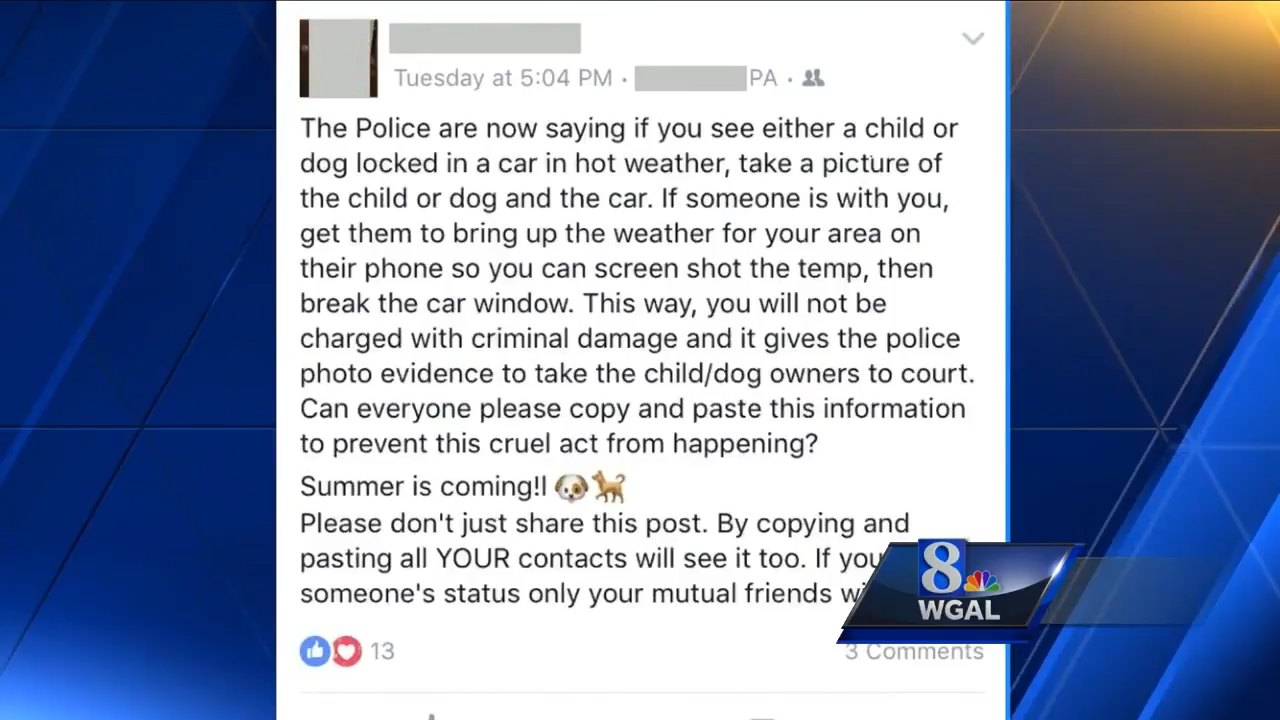 Tuesday at 5:04 PM · PA ·
The Police are now saying if you see either a child or
dog locked in a car in hot weather, take a picture of
the child or dog and the car. If someone is with you,
get them to bring up the weather for your area on
their phone so you can screen shot the temp, then
break the car window. This way, you will not be
charged with criminal damage and it gives the police
photo evidence to take the child/dog owners to court.
Can everyone please copy and paste this information
to prevent this cruel act from happening?
Summer is coming!l 🐶🐕
Please don't just share this post. By copying and
pasting all YOUR contacts will see it too. If you
someone's status only your mutual friends
13
3 Comments
8
WGAL